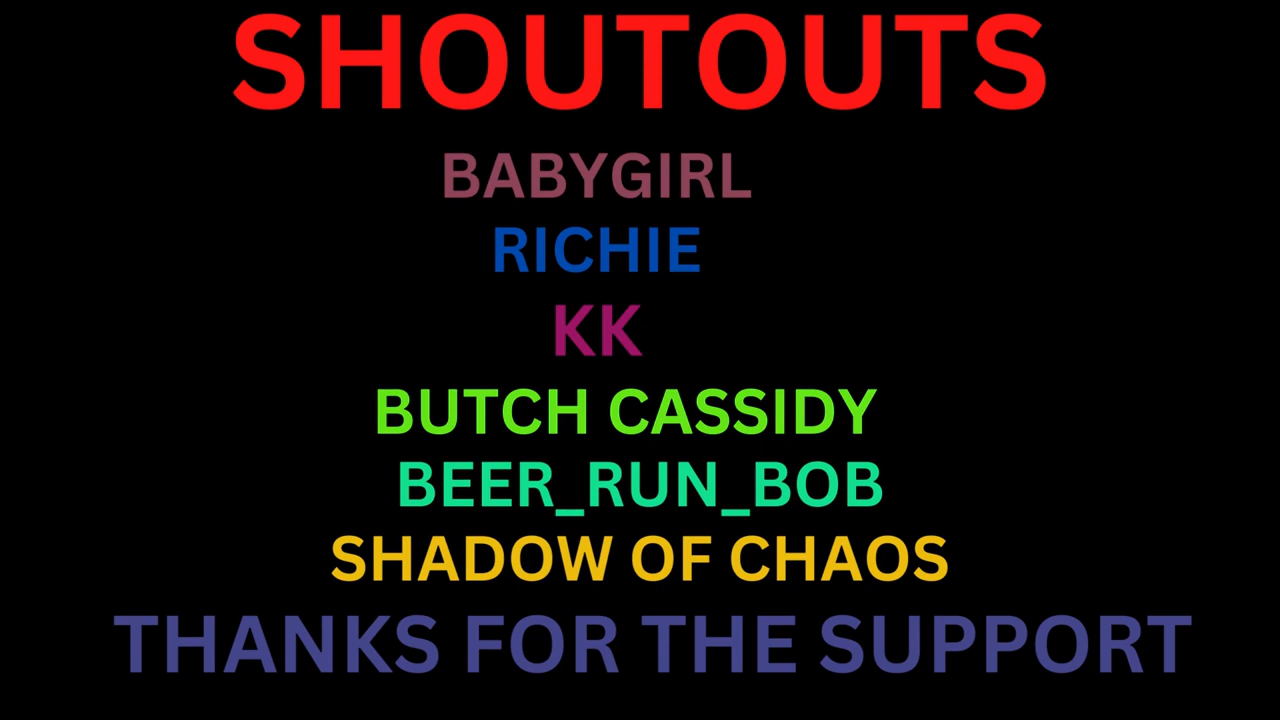 SHOUTOUTS
BABYGIRL
RICHIE
KK
BUTCH CASSIDY
BEER_RUN_BOB
SHADOW OF CHAOS
THANKS FOR THE SUPPORT